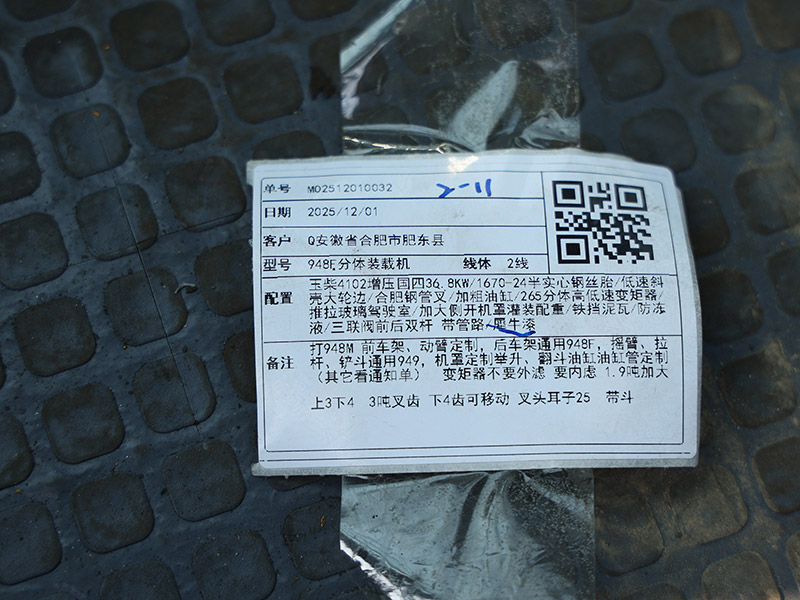 单号 M02512010032 2-11
日期 2025/12/01
客户 Q安徽省合肥市肥东县
型号 948F分体装载机 线体 2线
配置 玉柴4102增压国四36.8KW/1670-24半实心钢丝胎/低速斜
壳大轮边/合肥钢管叉/加粗油缸/265分体高低速变矩器/
推拉玻璃驾驶室/加大侧开机罩灌装配重/铁挡泥瓦/防冻
液/三联阀前后双杆 带管路 犀牛漆
备注 打948M 前车架、动臂定制，后车架通用948F，摇臂、拉
杆、铲斗通用949，机罩定制举升、翻斗油缸油缸管定制
（其它看通知单） 变矩器不要外滤 要内虑 1.9吨加大
上3下4 3吨叉齿 下4齿可移动 叉头耳子25 带斗